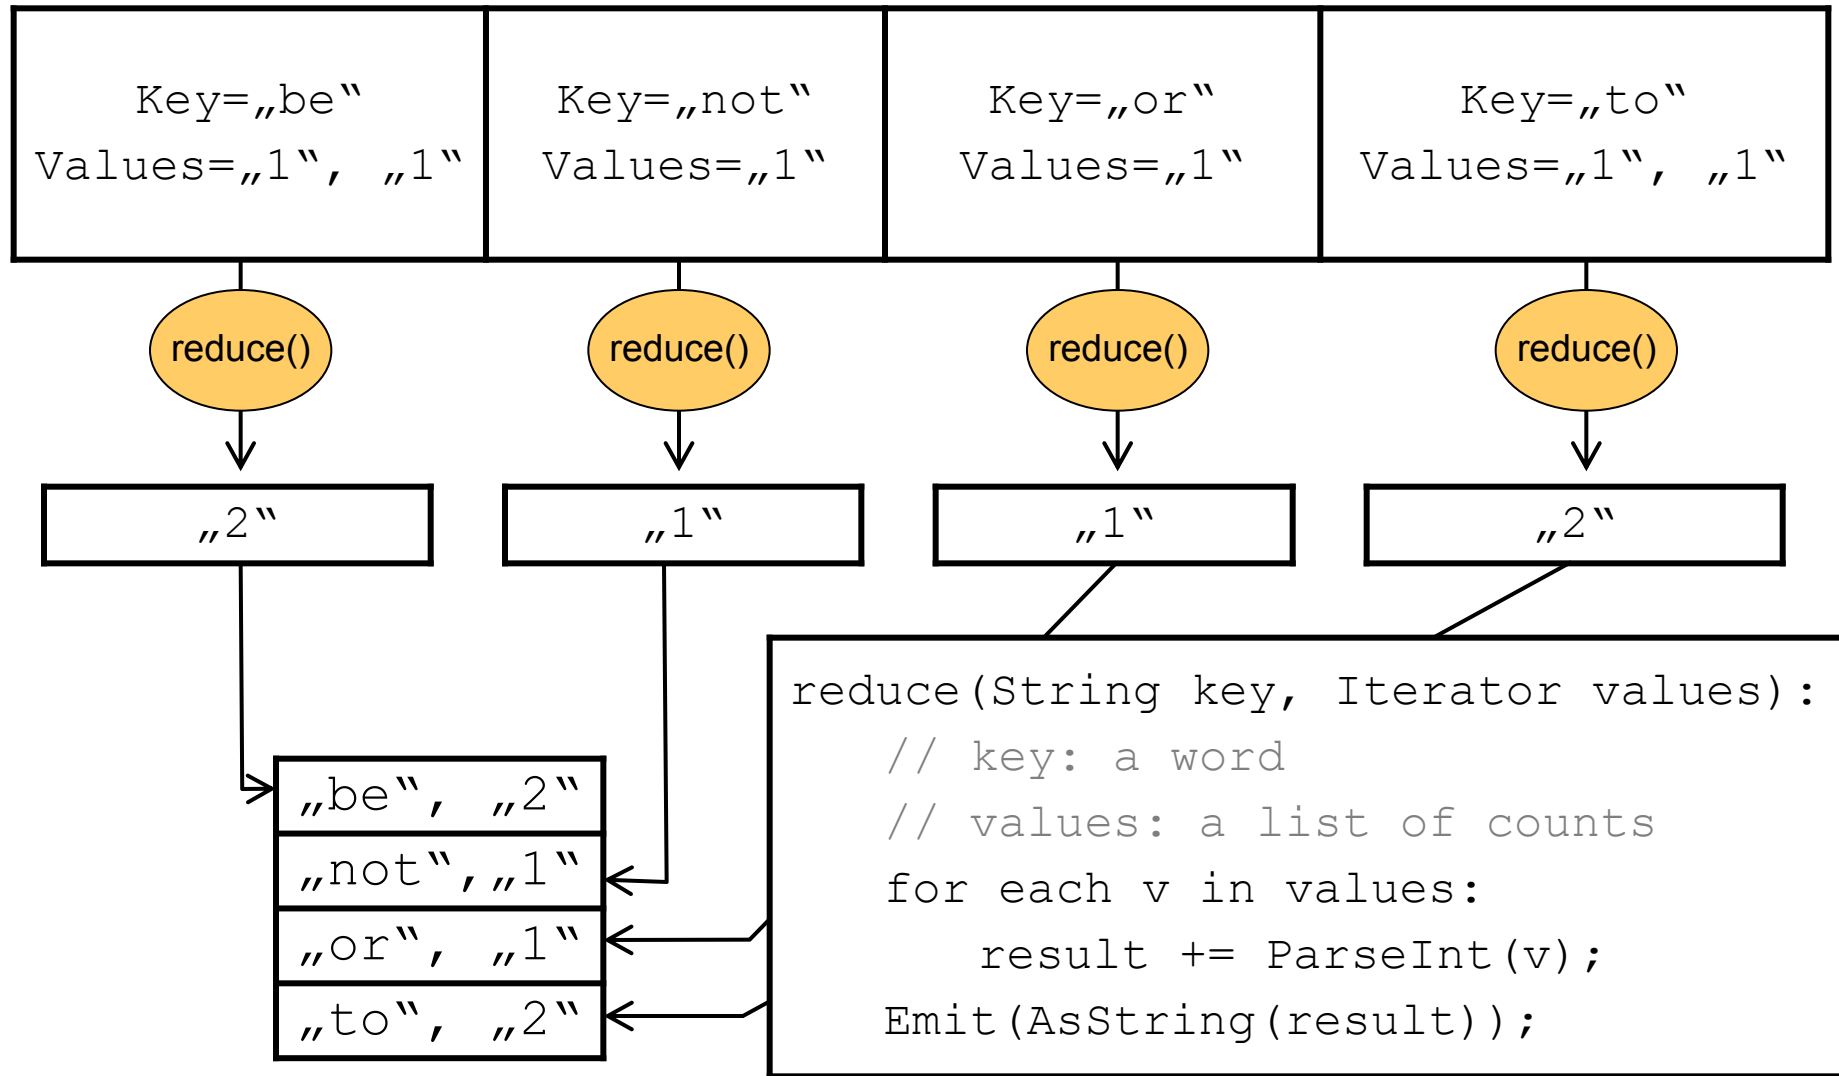 Key=„be“
Values=„1“, „1“
Key=„not“
Values=„1“
Key=„or“
Values=„1“
Key=„to“
Values=„1“, „1“
reduce()
reduce()
reduce()
reduce()
„2“
„1“
„1“
„2“
„be“, „2“
„not“,„1“
„or“, „1“
„to“, „2“
reduce(String key, Iterator values):
// key: a word
// values: a list of counts
for each v in values:
result += ParseInt(v);
Emit(AsString(result));